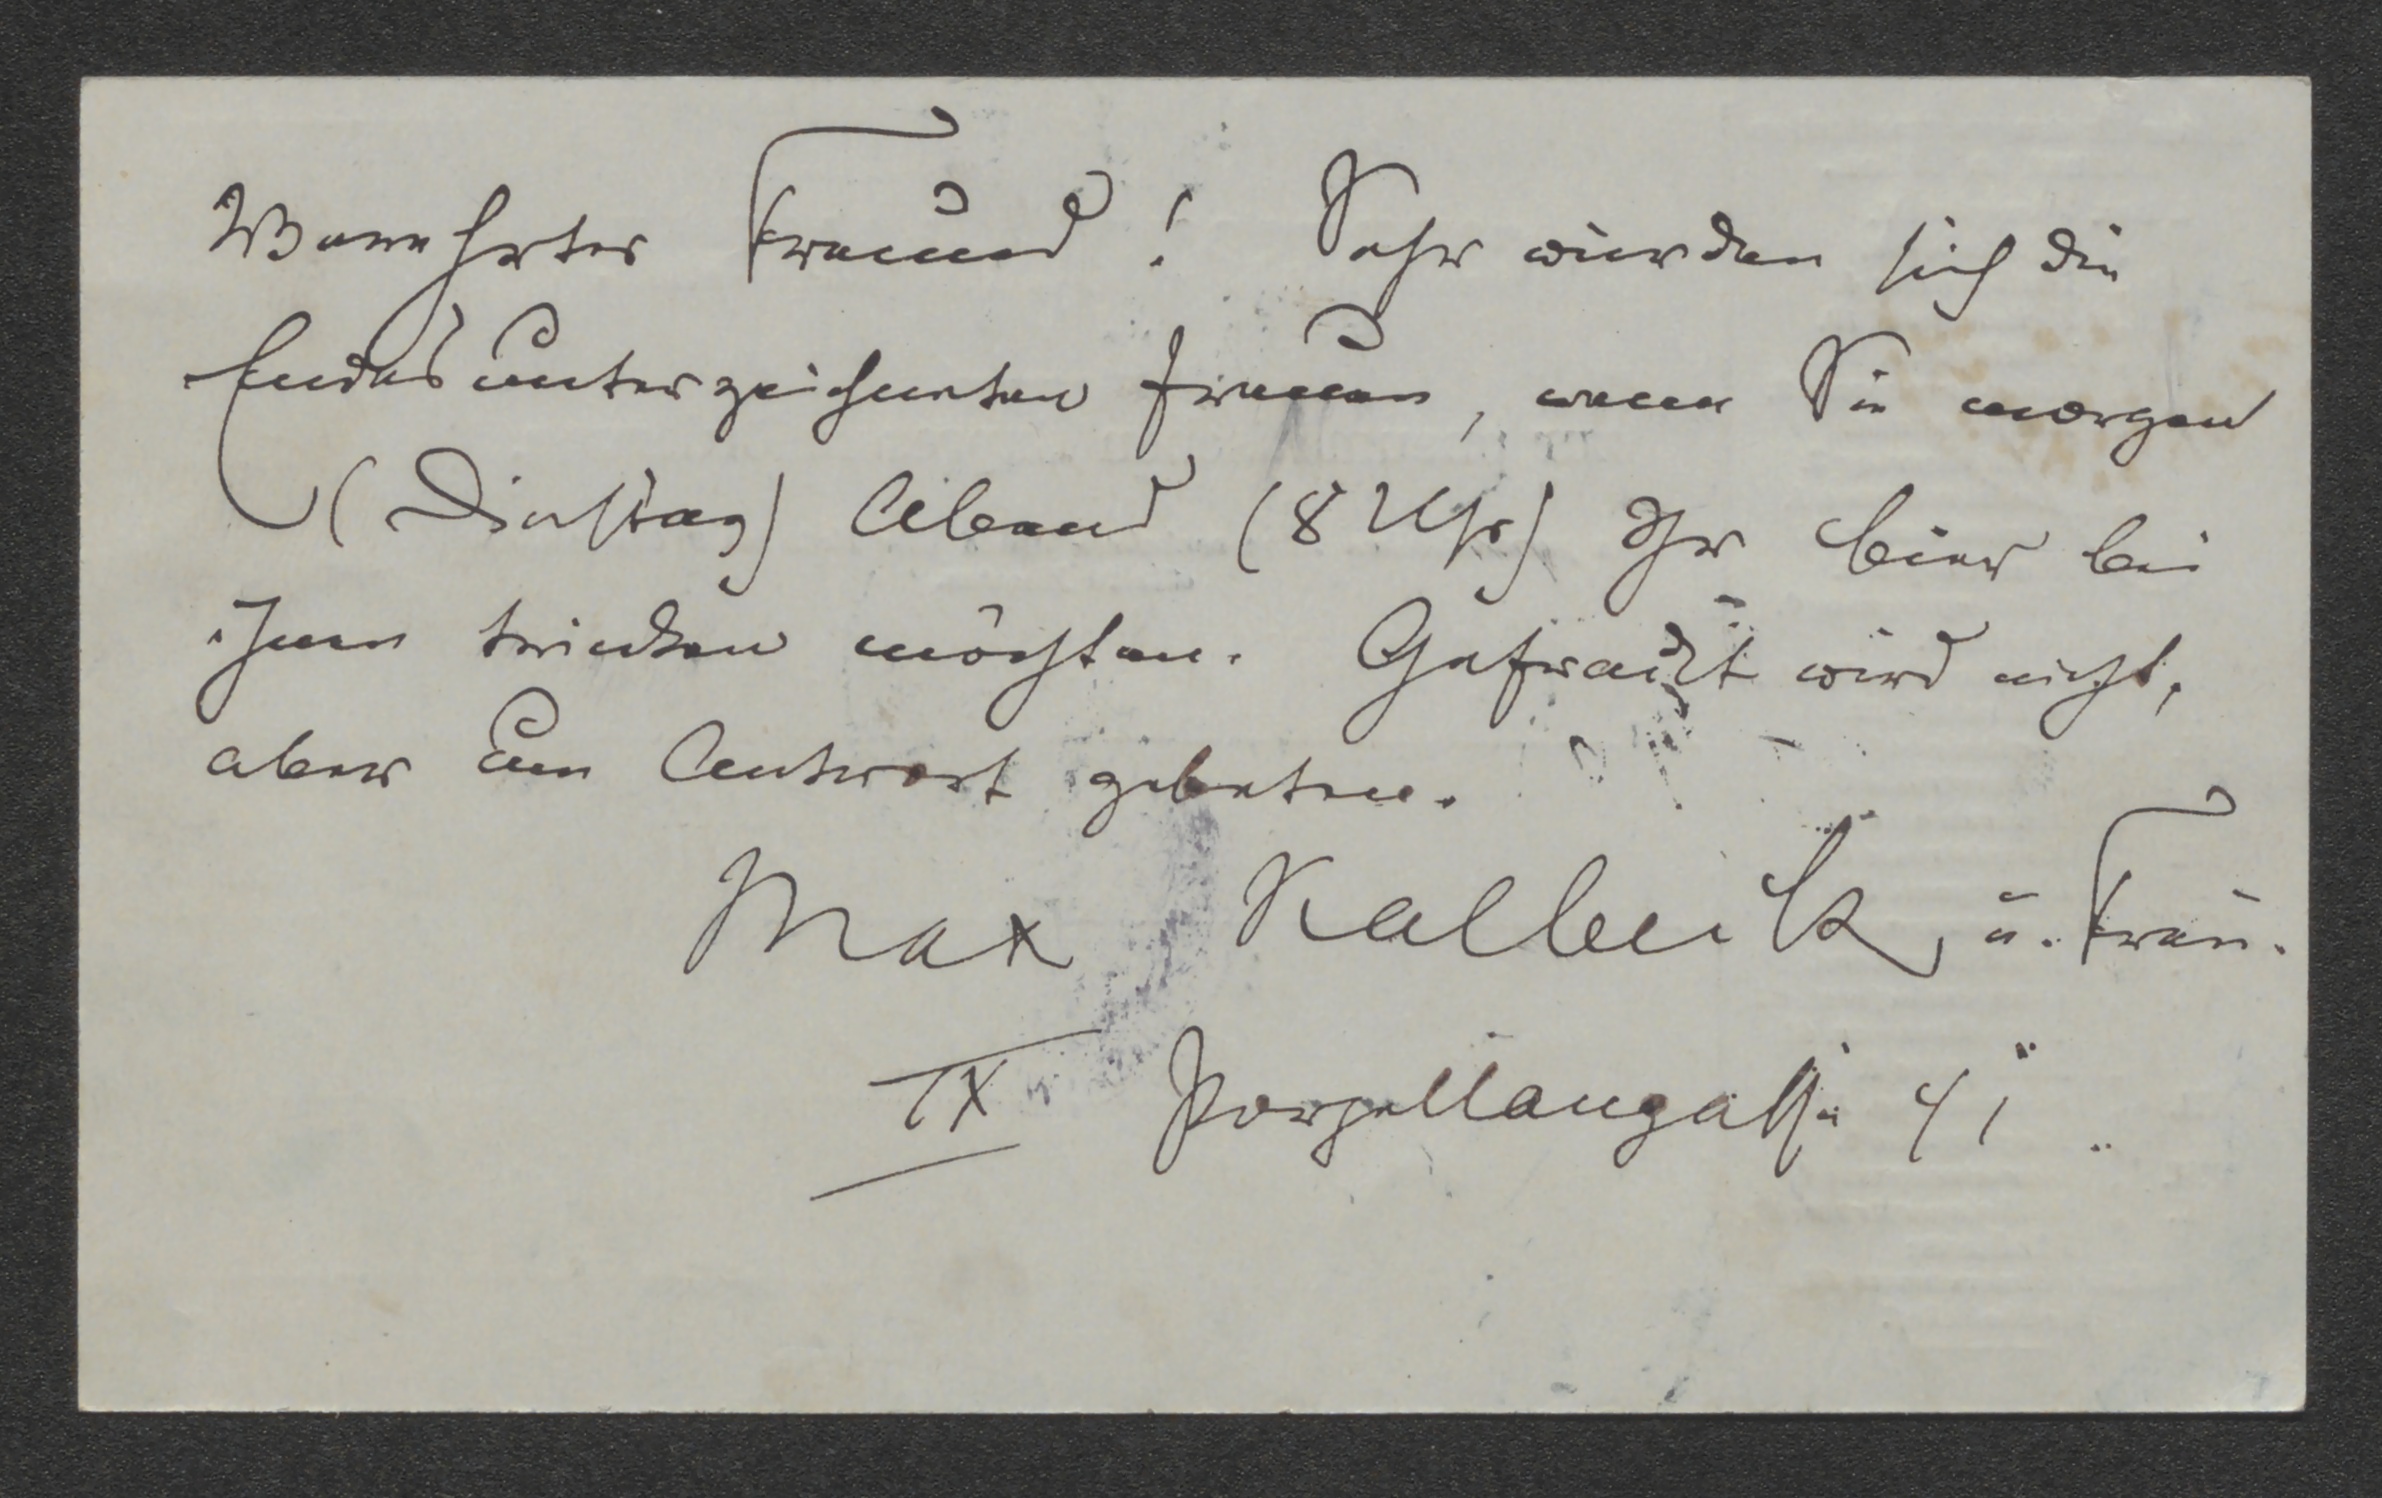 Verehrter Freund! Sehr würden sich die
Endesunterzeichneten freuen, wenn Sie morgen
(Dienstag) Abend (8 Uhr) Ihr Bier bei
ihnen trinken möchten. Gefrackt wird nicht,
aber um Antwort gebeten.
Max Kalbeck u. Frau.
IX Porzellangasse 41